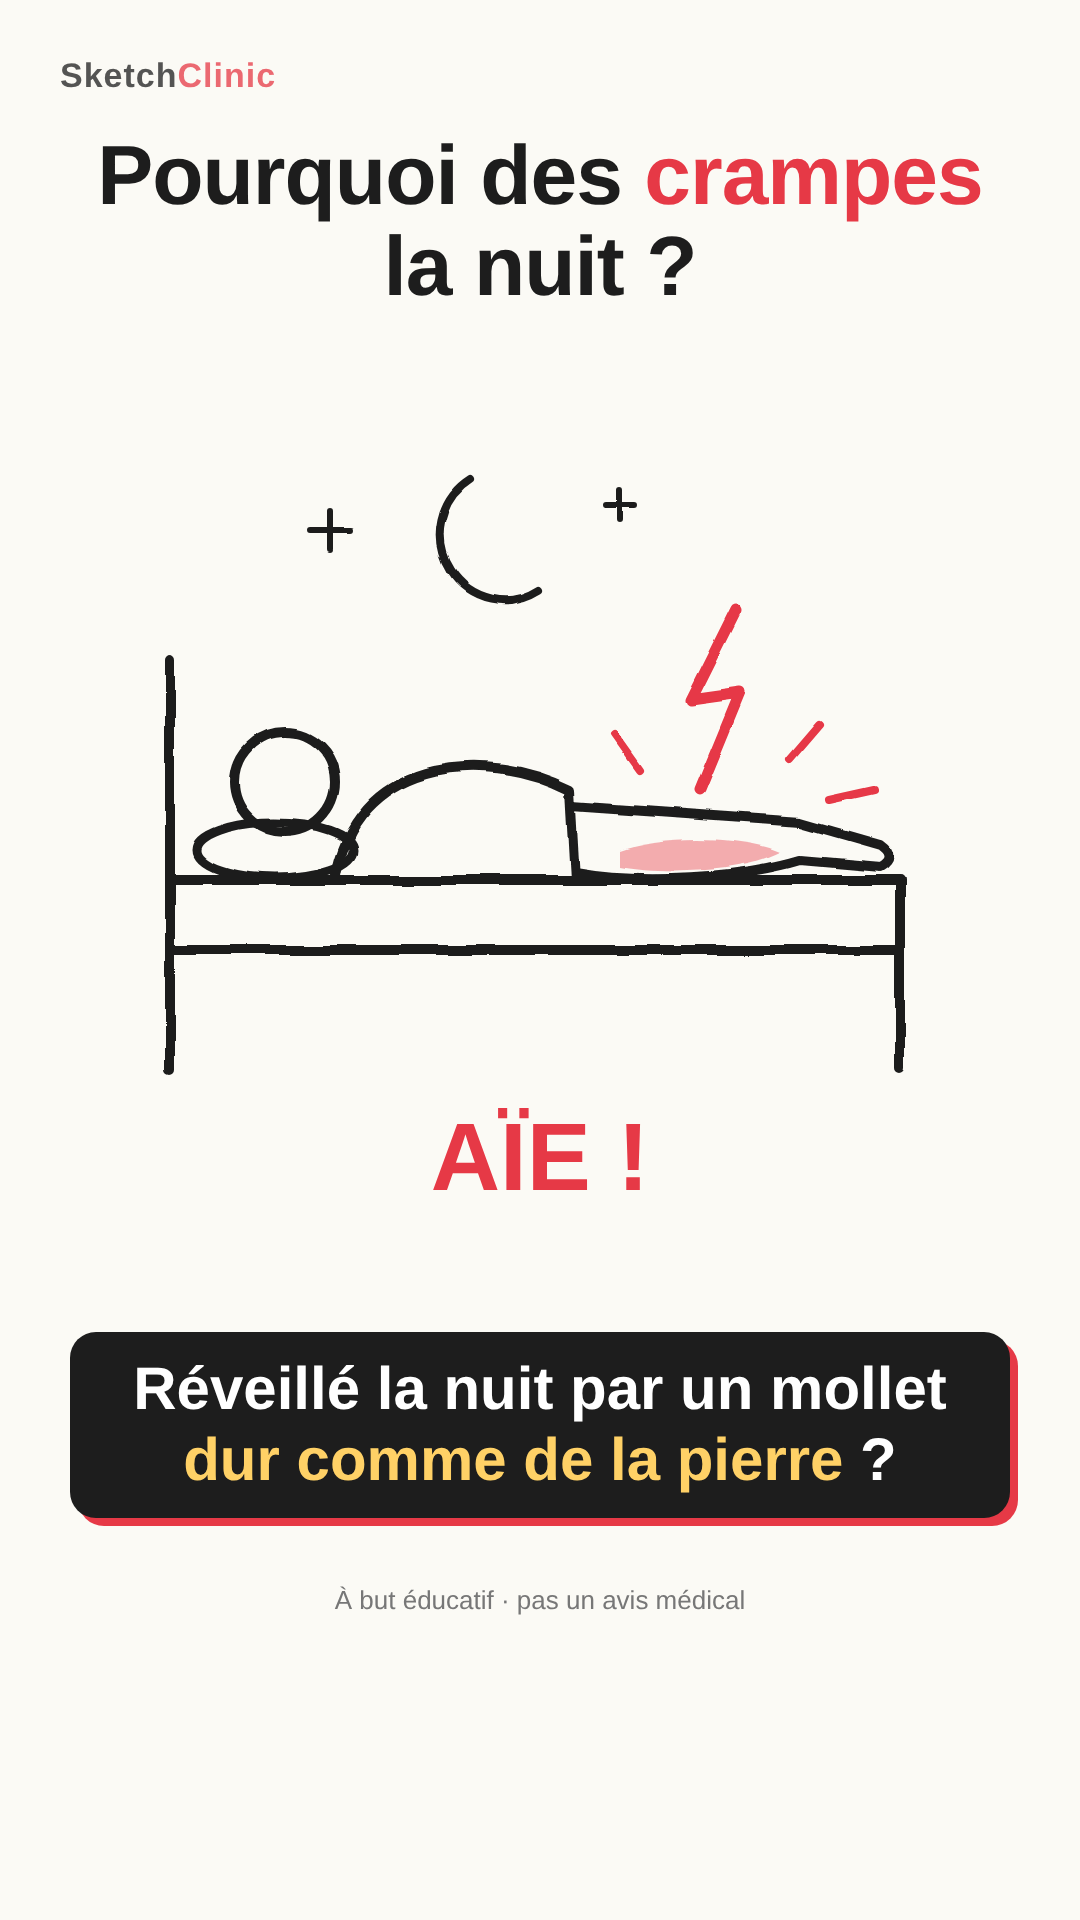 SketchClinic
Pourquoi des crampes
la nuit ?
AÏE !
Réveillé la nuit par un mollet
dur comme de la pierre ?
À but éducatif · pas un avis médical